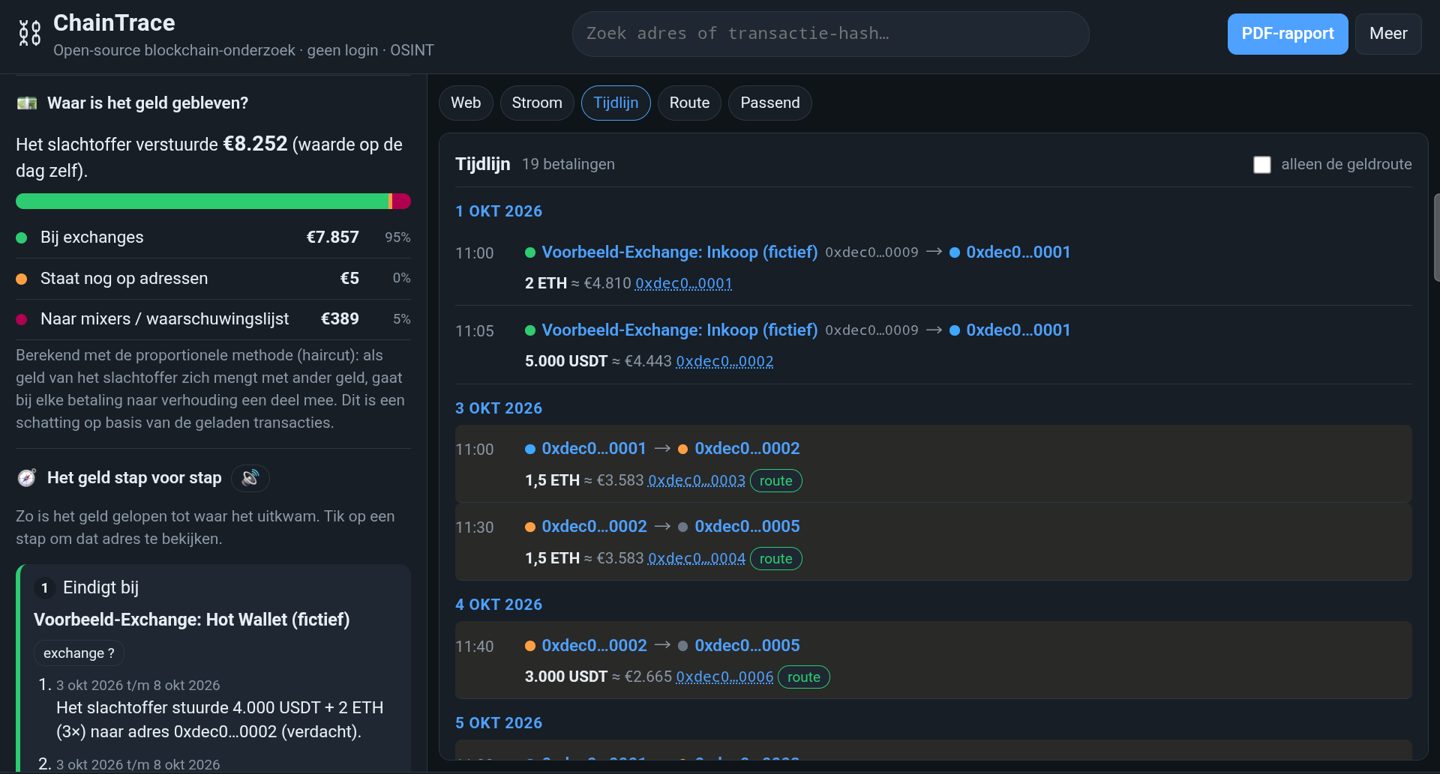 ChainTrace
Open-source blockchain-onderzoek · geen login · OSINT
Zoek adres of transactie-hash…
PDF-rapport
Meer
Waar is het geld gebleven?
Het slachtoffer verstuurde €8.252 (waarde op de
dag zelf).
Bij exchanges €7.857 95%
Staat nog op adressen €5 0%
Naar mixers / waarschuwingslijst €389 5%
Berekend met de proportionele methode (haircut): als
geld van het slachtoffer zich mengt met ander geld, gaat
bij elke betaling naar verhouding een deel mee. Dit is een
schatting op basis van de geladen transacties.
Het geld stap voor stap
Zo is het geld gelopen tot waar het uitkwam. Tik op een
stap om dat adres te bekijken.
1 Eindigt bij
Voorbeeld-Exchange: Hot Wallet (fictief)
exchange ?
1. 3 okt 2026 t/m 8 okt 2026
Het slachtoffer stuurde 4.000 USDT + 2 ETH
(3×) naar adres 0xdec0…0002 (verdacht).
2. 3 okt 2026 t/m 8 okt 2026
Web
Stroom
Tijdlijn
Route
Passend
Tijdlijn 19 betalingen
alleen de geldroute
1 OKT 2026
11:00 Voorbeeld-Exchange: Inkoop (fictief) 0xdec0…0009 → 0xdec0…0001
2 ETH ≈ €4.810 0xdec0…0001
11:05 Voorbeeld-Exchange: Inkoop (fictief) 0xdec0…0009 → 0xdec0…0001
5.000 USDT ≈ €4.443 0xdec0…0002
3 OKT 2026
11:00 0xdec0…0001 → 0xdec0…0002
1,5 ETH ≈ €3.583 0xdec0…0003 route
11:30 0xdec0…0002 → 0xdec0…0005
1,5 ETH ≈ €3.583 0xdec0…0004 route
4 OKT 2026
11:40 0xdec0…0002 → 0xdec0…0005
3.000 USDT ≈ €2.665 0xdec0…0006 route
5 OKT 2026